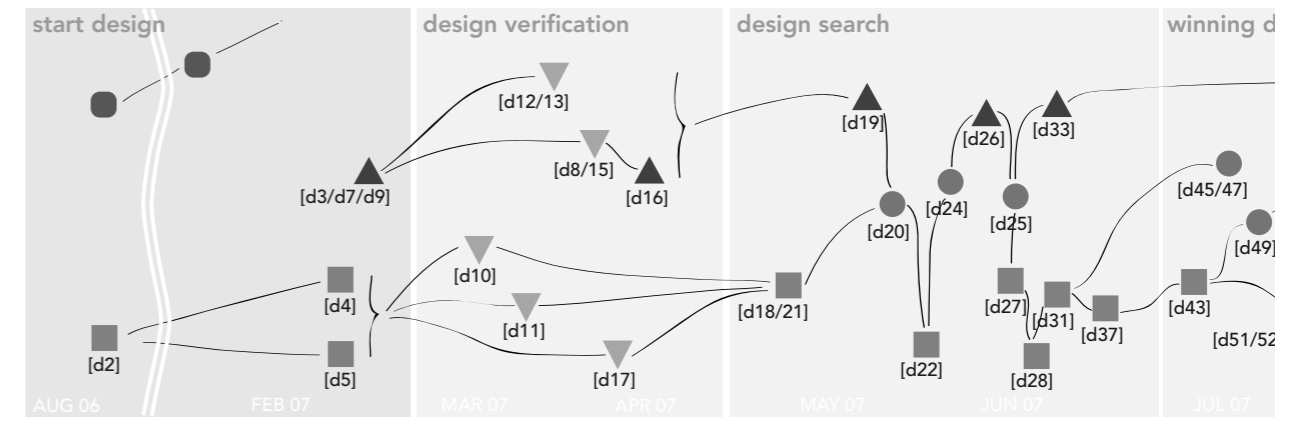 start design
design verification
design search
winning d
[d12/13]
[d19]
[d26]
[d33]
[d8/15]
[d3/d7/d9]
[d16]
[d45/47]
[d24]
[d25]
[d20]
[d49]
[d10]
[d4]
[d18/21]
[d27]
[d31]
[d43]
[d11]
[d37]
[d2]
[d51/52
[d5]
[d17]
[d22]
[d28]
AUG 06
FEB 07
MAR 07
APR 07
MAY 07
JUN 07
JUL 07